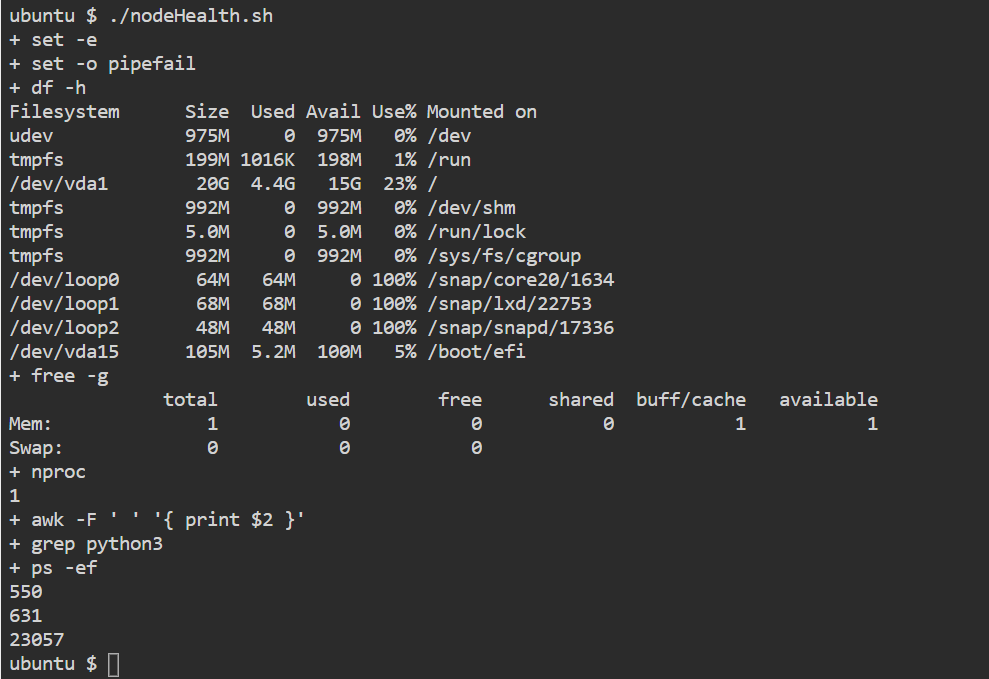 ubuntu $ ./nodeHealth.sh
+ set -e
+ set -o pipefail
+ df -h
Filesystem      Size  Used Avail Use% Mounted on
udev            975M     0  975M   0% /dev
tmpfs           199M 1016K  198M   1% /run
/dev/vda1        20G  4.4G   15G  23% /
tmpfs           992M     0  992M   0% /dev/shm
tmpfs           5.0M     0  5.0M   0% /run/lock
tmpfs           992M     0  992M   0% /sys/fs/cgroup
/dev/loop0       64M   64M     0 100% /snap/core20/1634
/dev/loop1       68M   68M     0 100% /snap/lxd/22753
/dev/loop2       48M   48M     0 100% /snap/snapd/17336
/dev/vda15      105M  5.2M  100M   5% /boot/efi
+ free -g
              total        used        free      shared  buff/cache   available
Mem:              1           0           0           0           1           1
Swap:             0           0           0
+ nproc
1
+ awk -F ' ' '{ print $2 }'
+ grep python3
+ ps -ef
550
631
23057
ubuntu $